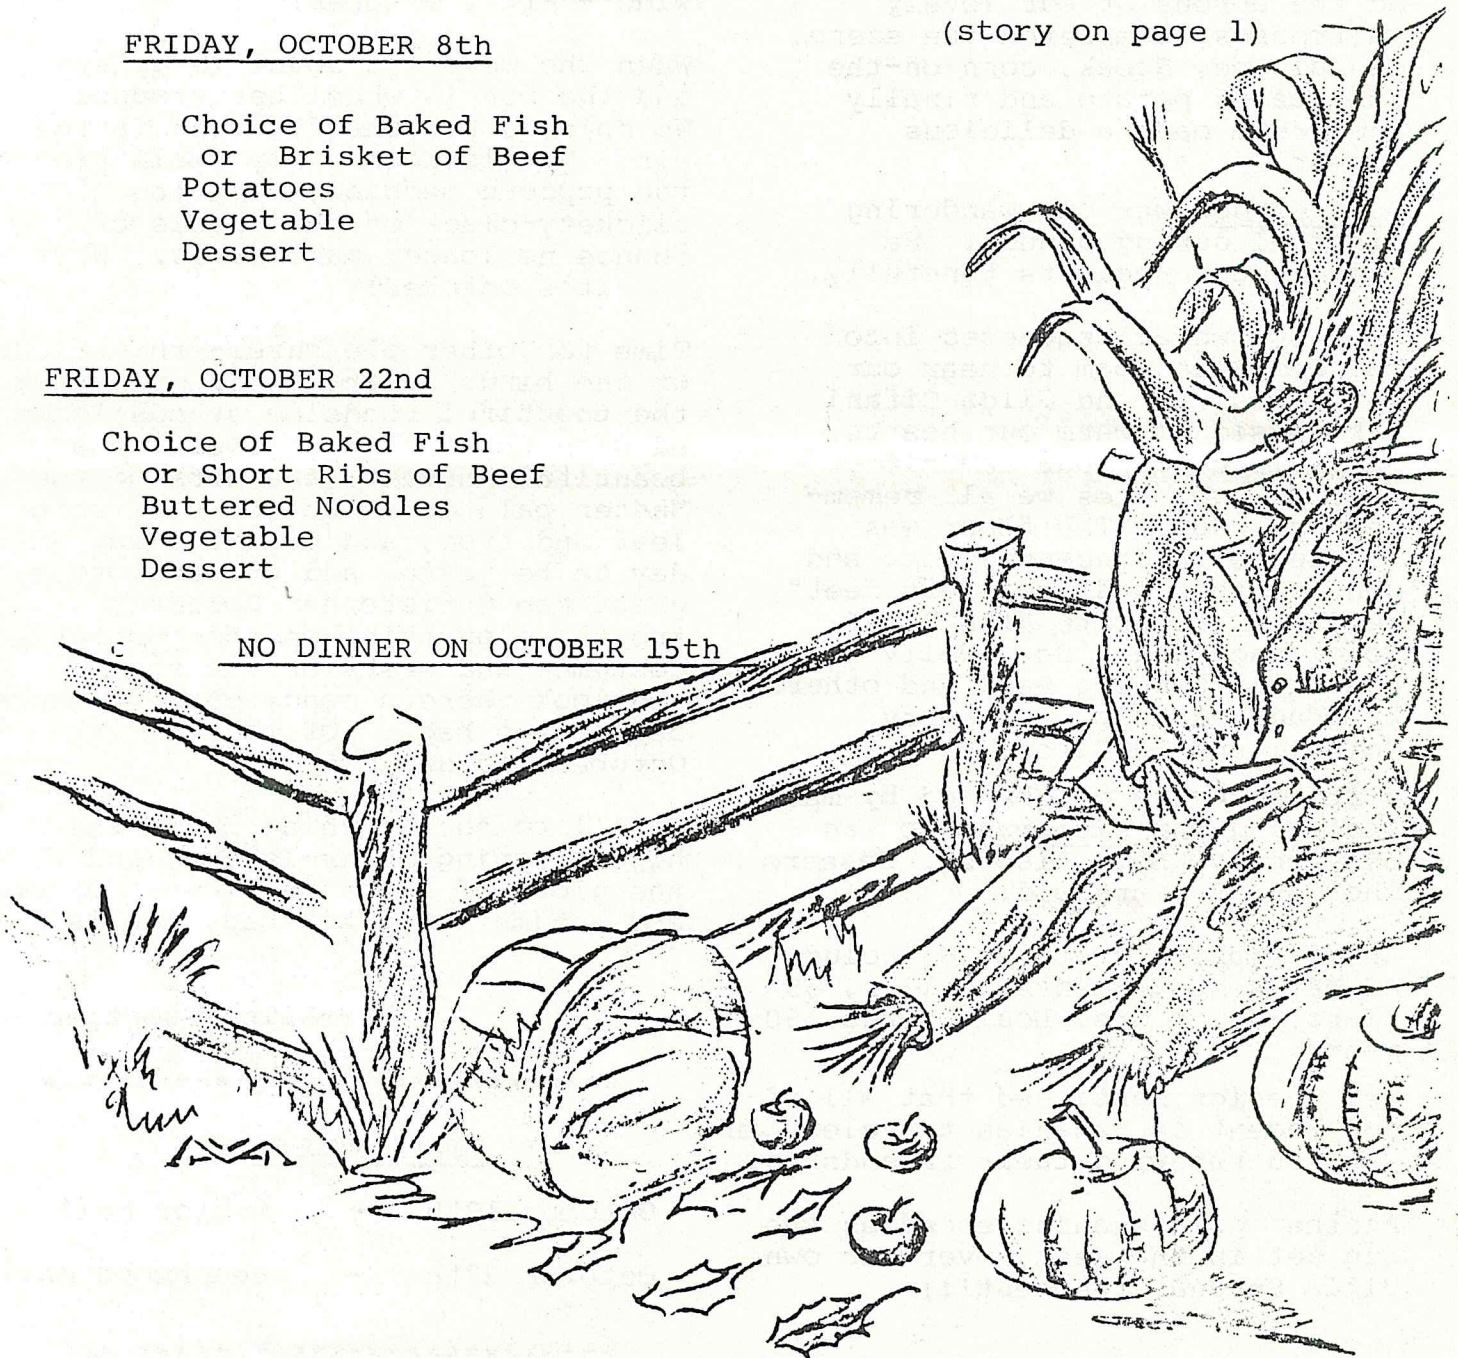 (story on page 1)
FRIDAY, OCTOBER 8th
Choice of Baked Fish
or Brisket of Beef
Potatoes
Vegetable
Dessert
FRIDAY, OCTOBER 22nd
Choice of Baked Fish
or Short Ribs of Beef
Buttered Noodles
Vegetable
Dessert
NO DINNER ON OCTOBER 15th